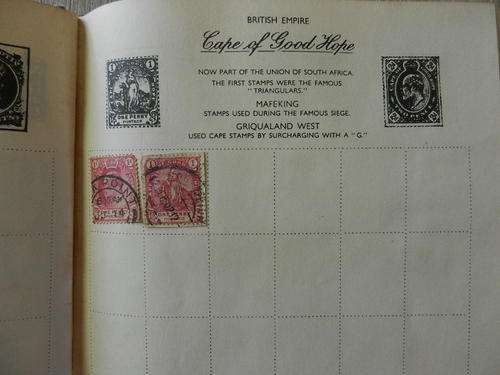 BRITISH EMPIRE
Cape of Good Hope
NOW PART OF THE UNION OF SOUTH AFRICA.
THE FIRST STAMPS WERE THE FAMOUS
"TRIANGULARS."
MAFEKING
STAMPS USED DURING THE FAMOUS SIEGE.
GRIQUALAND WEST
USED CAPE STAMPS BY SURCHARGING WITH A "G."
1
ONE PENNY
POSTAGE